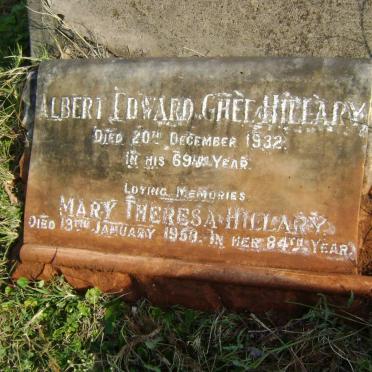 ALBERT EDWARD GHEL HILLARY
DIED 20TH DECEMBER 1932.
IN HIS 69TH YEAR.
LOVING MEMORIES
MARY THERESA HILLARY
DIED 13TH JANUARY 1950. IN HER 84TH YEAR